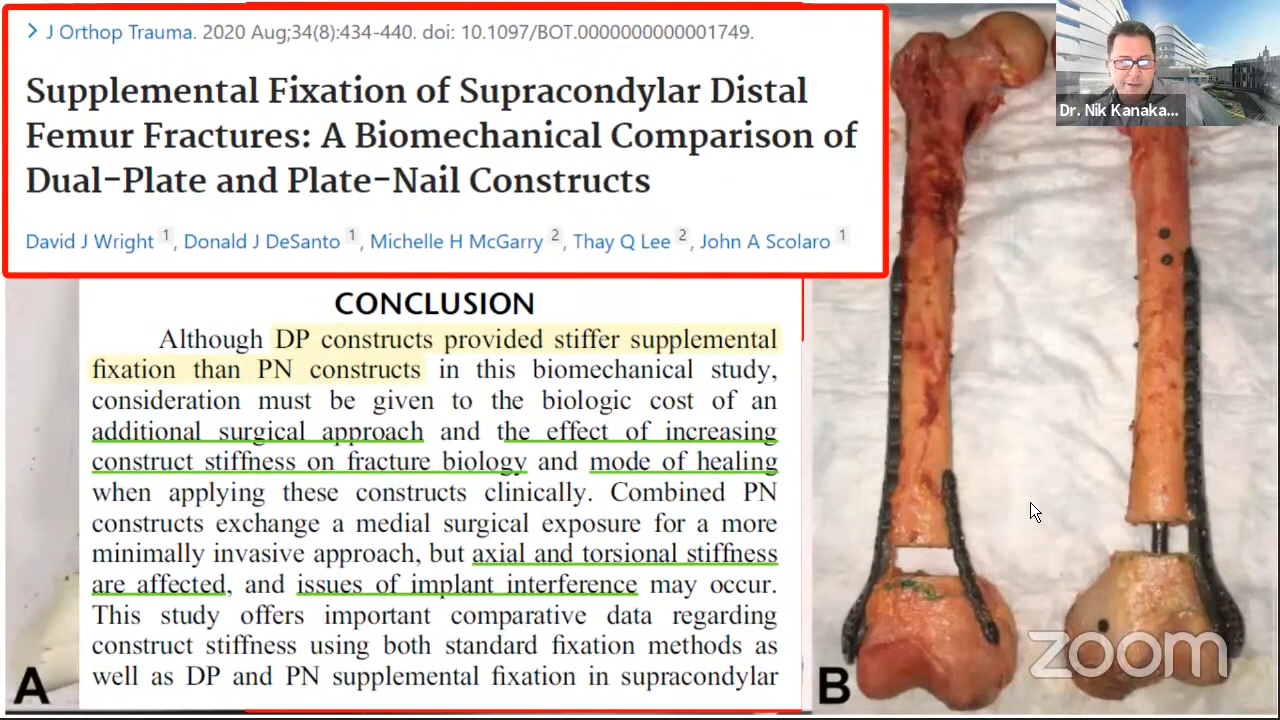 J Orthop Trauma. 2020 Aug;34(8):434-440. doi: 10.1097/BOT.0000000000001749.
Supplemental Fixation of Supracondylar Distal
Femur Fractures: A Biomechanical Comparison of
Dual-Plate and Plate-Nail Constructs
David J Wright 1, Donald J DeSanto 1, Michelle H McGarry 2, Thay Q Lee 2, John A Scolaro 1
CONCLUSION
Although DP constructs provided stiffer supplemental
fixation than PN constructs in this biomechanical study,
consideration must be given to the biologic cost of an
additional surgical approach and the effect of increasing
construct stiffness on fracture biology and mode of healing
when applying these constructs clinically. Combined PN
constructs exchange a medial surgical exposure for a more
minimally invasive approach, but axial and torsional stiffness
are affected, and issues of implant interference may occur.
This study offers important comparative data regarding
construct stiffness using both standard fixation methods as
well as DP and PN supplemental fixation in supracondylar
A
B
Dr. Nik Kanaka...
zoom